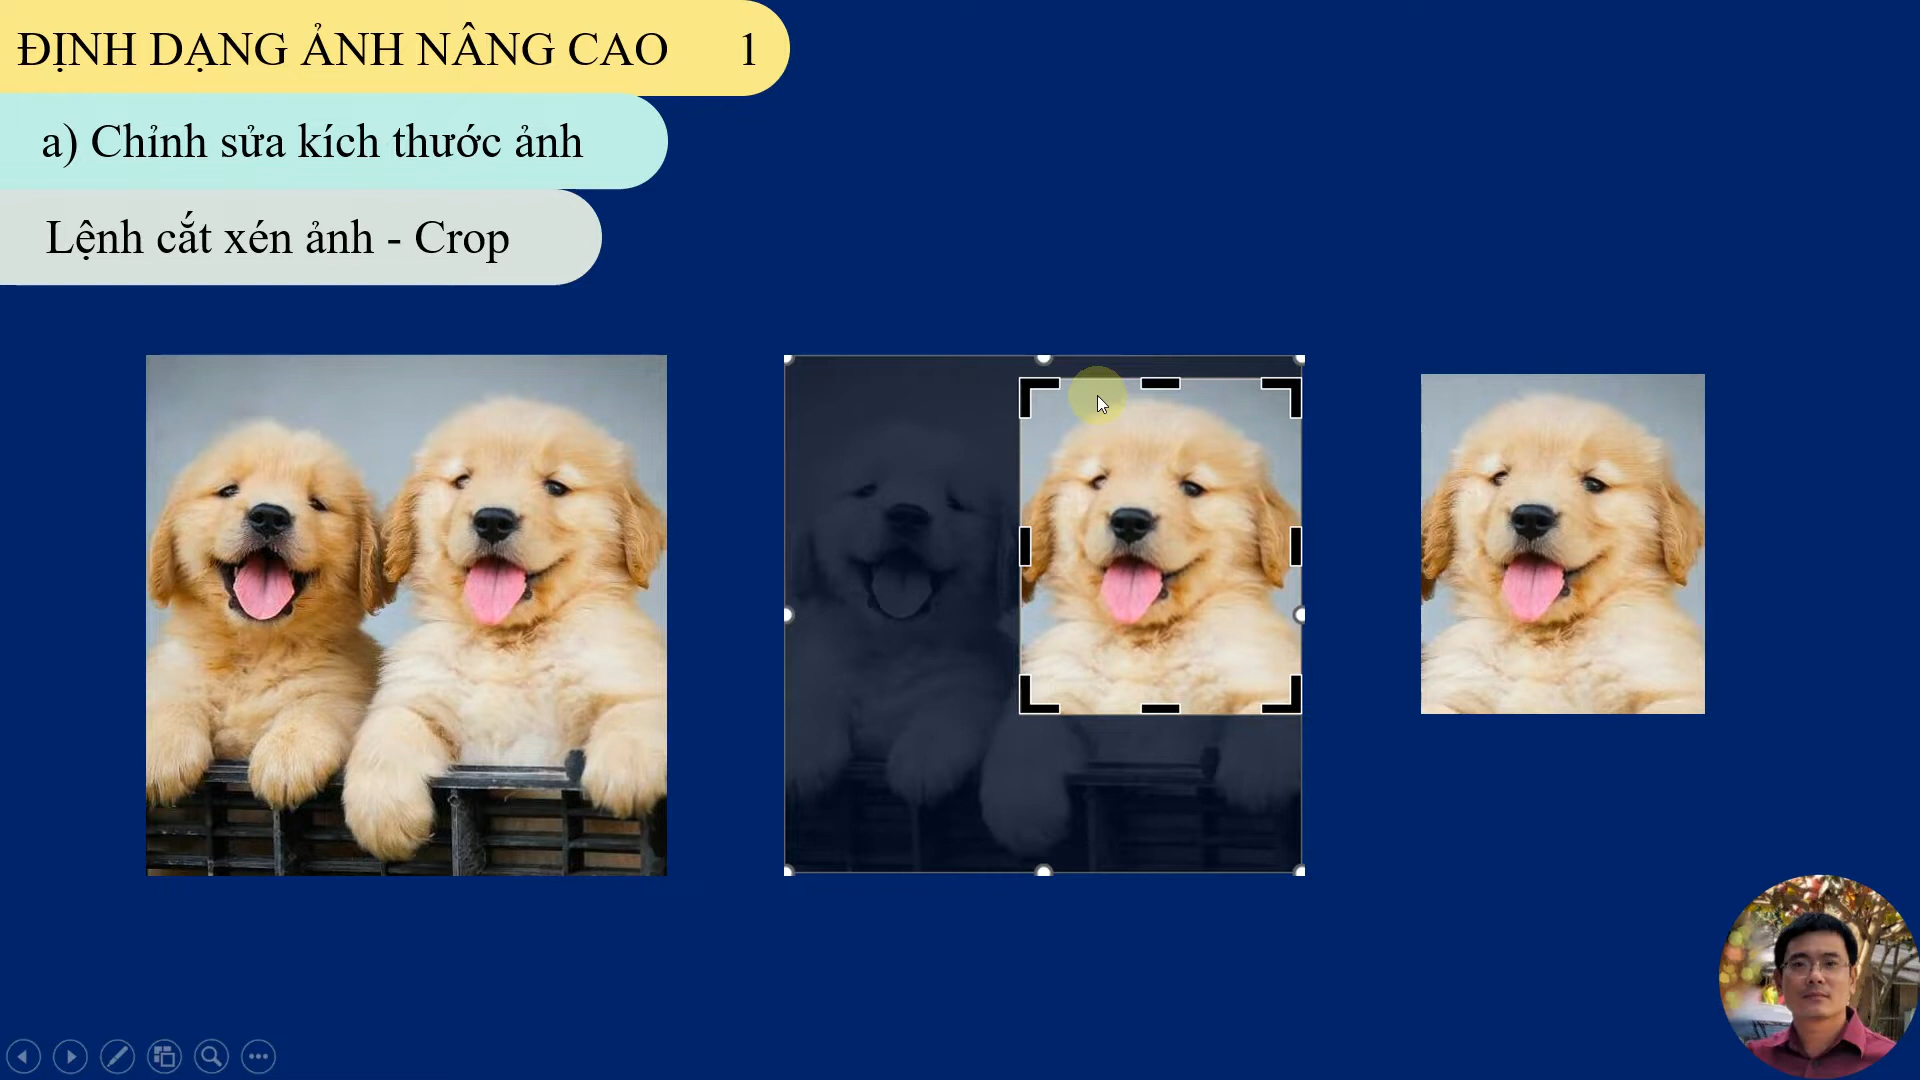 ĐỊNH DẠNG ẢNH NÂNG CAO 1
a) Chỉnh sửa kích thước ảnh
Lệnh cắt xén ảnh - Crop